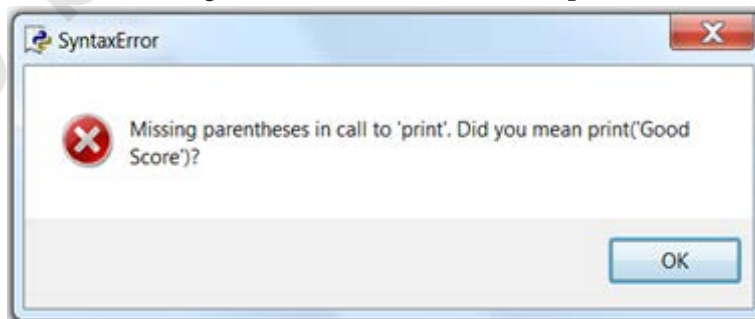 SyntaxError
Missing parentheses in call to 'print'. Did you mean print('Good
Score')?
OK